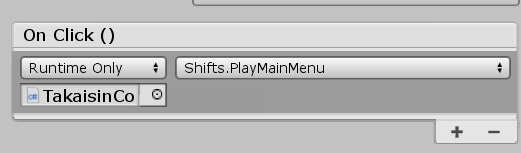 On Click ()
Runtime Only Shifts.PlayMainMenu
TakaisinCo